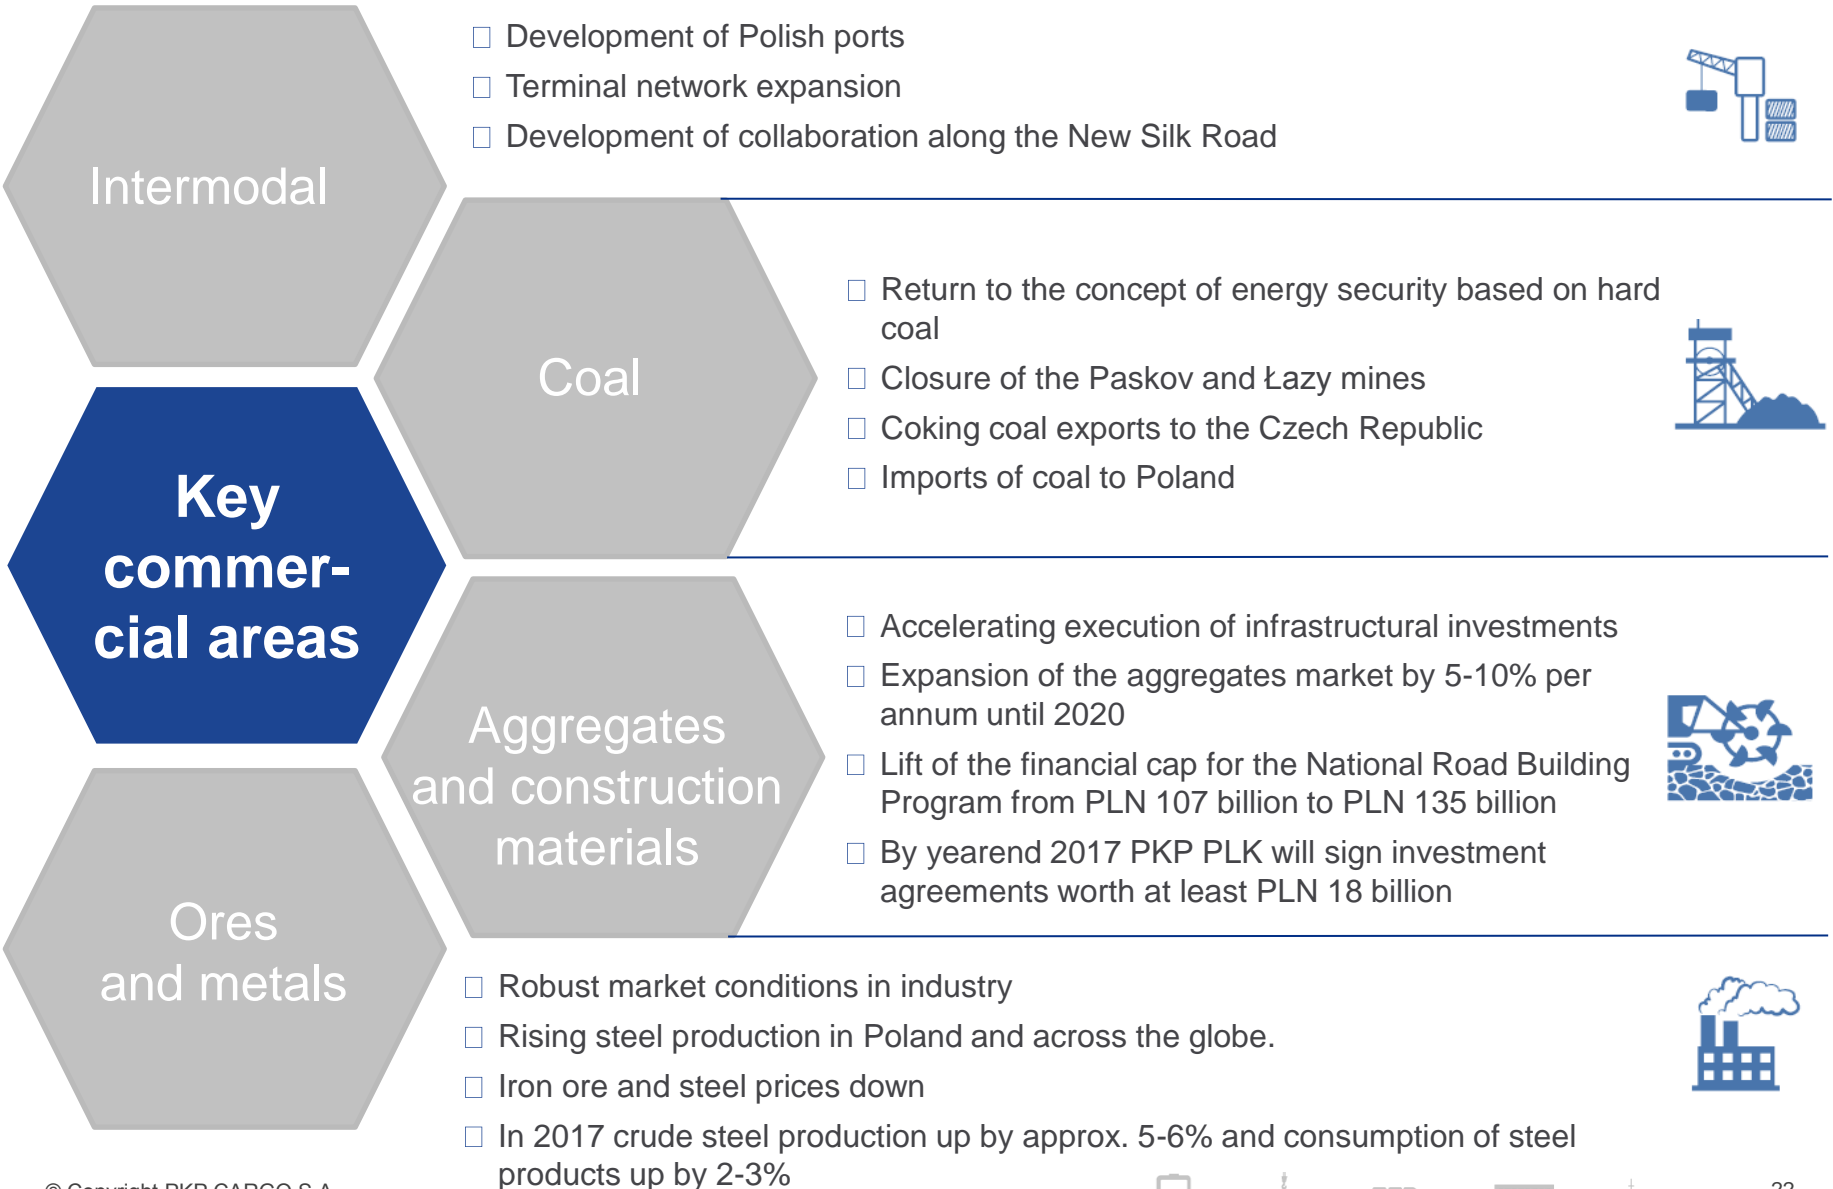 Intermodal
Development of Polish ports
Terminal network expansion
Development of collaboration along the New Silk Road
Coal
Return to the concept of energy security based on hard
coal
Closure of the Paskov and Łazy mines
Coking coal exports to the Czech Republic
Imports of coal to Poland
Key
commer-
cial areas
Aggregates
and construction
materials
Accelerating execution of infrastructural investments
Expansion of the aggregates market by 5-10% per
annum until 2020
Lift of the financial cap for the National Road Building
Program from PLN 107 billion to PLN 135 billion
By yearend 2017 PKP PLK will sign investment
agreements worth at least PLN 18 billion
Ores
and metals
Robust market conditions in industry
Rising steel production in Poland and across the globe.
Iron ore and steel prices down
In 2017 crude steel production up by approx. 5-6% and consumption of steel
products up by 2-3%
© Copyright PKP CARGO S.A.